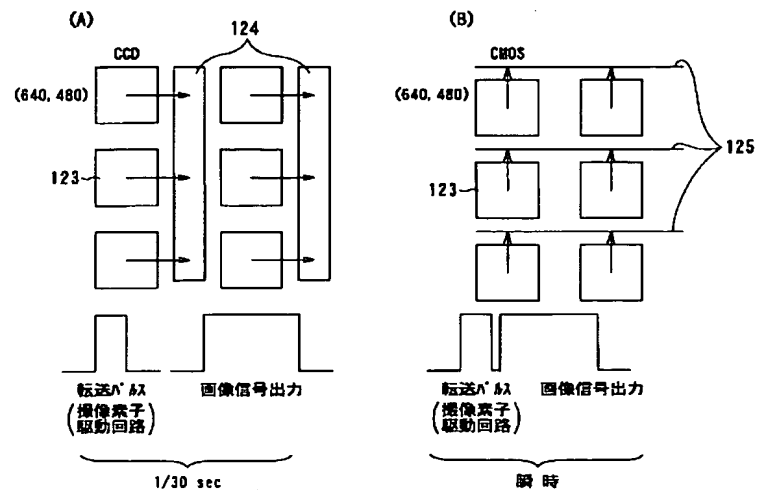 (A)
CCD
124
(640, 480)
123
転送パルス
(撮像素子
駆動回路)
画像信号出力
1/30 sec
(B)
CMOS
(640, 480)
123
125
転送パルス
(撮像素子
駆動回路)
画像信号出力
瞬時